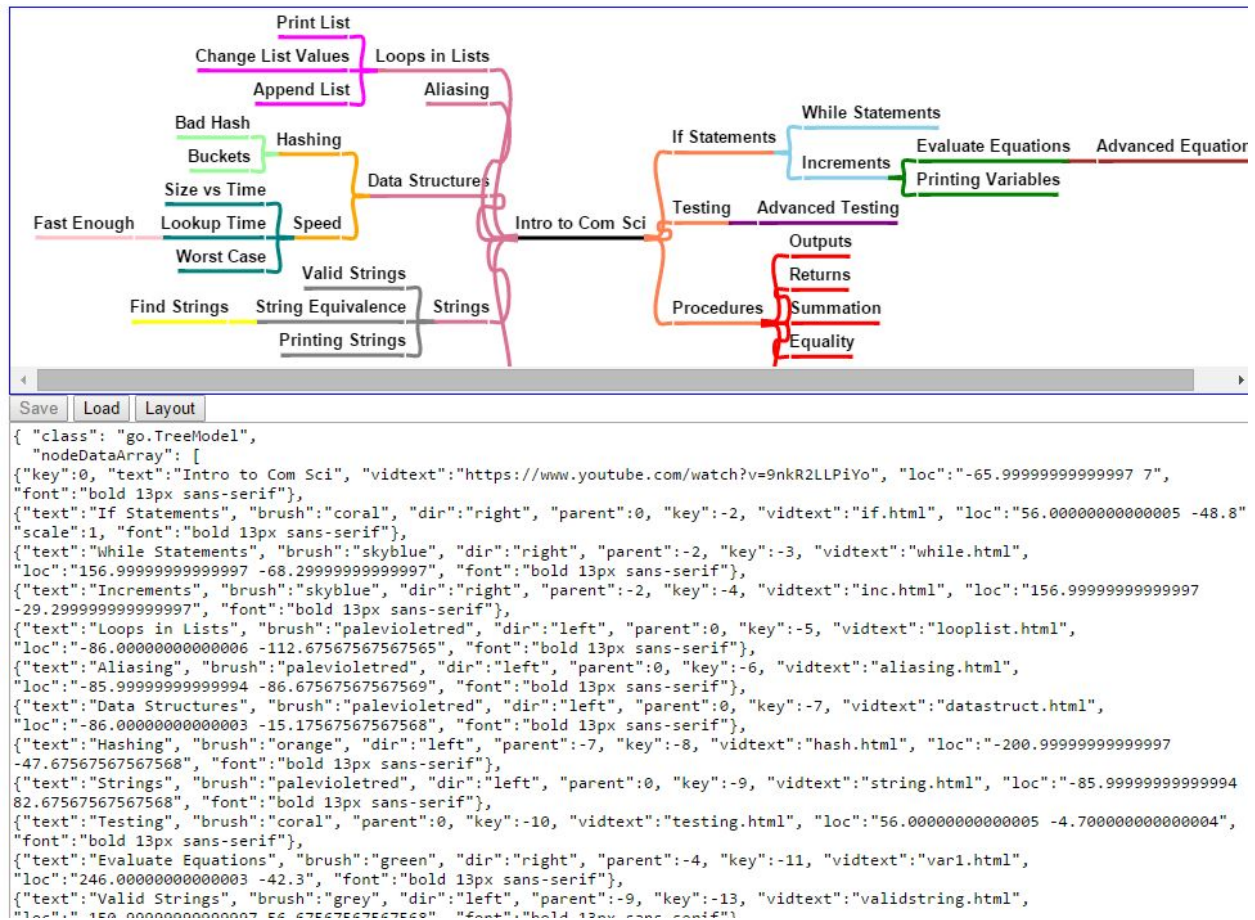 Print List
Change List Values
Loops in Lists
Append List
Aliasing
Bad Hash
Hashing
Buckets
Data Structures
Size vs Time
Fast Enough
Lookup Time
Speed
Worst Case
Valid Strings
Find Strings
String Equivalence
Strings
Printing Strings
Intro to Com Sci
If Statements
While Statements
Increments
Evaluate Equations
Advanced Equation
Printing Variables
Testing
Advanced Testing
Outputs
Returns
Procedures
Summation
Equality
Save Load Layout
{ "class": "go.TreeModel",
"nodeDataArray": [
{"key":0, "text":"Intro to Com Sci", "vidtext":"https://www.youtube.com/watch?v=9nkR2LLPiYo", "loc":"-65.99999999999997 7",
"font":"bold 13px sans-serif"},
{"text":"If Statements", "brush":"coral", "dir":"right", "parent":0, "key":-2, "vidtext":"if.html", "loc":"56.00000000000005 -48.8"
"scale":1, "font":"bold 13px sans-serif"},
{"text":"While Statements", "brush":"skyblue", "dir":"right", "parent":-2, "key":-3, "vidtext":"while.html",
"loc":"156.99999999999997 -68.29999999999997", "font":"bold 13px sans-serif"},
{"text":"Increments", "brush":"skyblue", "dir":"right", "parent":-2, "key":-4, "vidtext":"inc.html", "loc":"156.99999999999997
-29.299999999999997", "font":"bold 13px sans-serif"},
{"text":"Loops in Lists", "brush":"palevioletred", "dir":"left", "parent":0, "key":-5, "vidtext":"looplist.html",
"loc":"-86.00000000000006 -112.67567567567565", "font":"bold 13px sans-serif"},
{"text":"Aliasing", "brush":"palevioletred", "dir":"left", "parent":0, "key":-6, "vidtext":"aliasing.html",
"loc":"-85.99999999999994 -86.67567567567569", "font":"bold 13px sans-serif"},
{"text":"Data Structures", "brush":"palevioletred", "dir":"left", "parent":0, "key":-7, "vidtext":"datastruct.html",
"loc":"-86.00000000000003 -15.175675675675568", "font":"bold 13px sans-serif"},
{"text":"Hashing", "brush":"orange", "dir":"left", "parent":-7, "key":-8, "vidtext":"hash.html", "loc":"-200.99999999999997
-47.67567567567568", "font":"bold 13px sans-serif"},
{"text":"Strings", "brush":"palevioletred", "dir":"left", "parent":0, "key":-9, "vidtext":"string.html", "loc":"-85.99999999999994
82.67567567567568", "font":"bold 13px sans-serif"},
{"text":"Testing", "brush":"coral", "parent":0, "key":-10, "vidtext":"testing.html", "loc":"56.00000000000005 -4.700000000000004",
"font":"bold 13px sans-serif"},
{"text":"Evaluate Equations", "brush":"green", "dir":"right", "parent":-4, "key":-11, "vidtext":"var1.html",
"loc":"246.00000000000003 -42.3", "font":"bold 13px sans-serif"},
{"text":"Valid Strings", "brush":"grey", "dir":"left", "parent":-9, "key":-13, "vidtext":"validstring.html",
"loc":"-150.99999999999997 56.67567567567568", "font":"bold 13px sans-serif"}